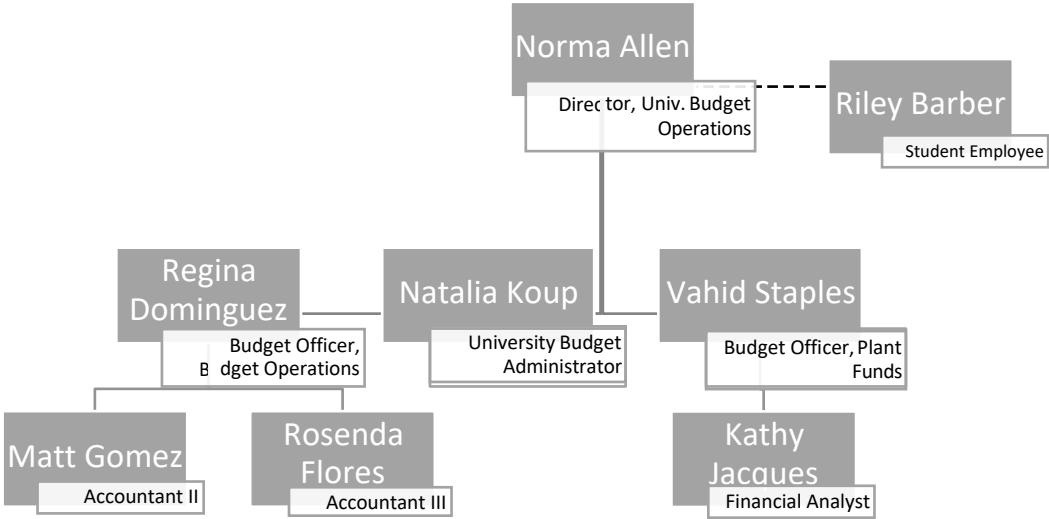 Norma Allen
Director, Univ. Budget
Operations
Riley Barber
Student Employee
Regina
Dominguez
Budget Officer,
B dget Operations
Natalia Koup
University Budget
Administrator
Vahid Staples
Budget Officer, Plant
Funds
Matt Gomez
Accountant II
Rosenda
Flores
Accountant III
Kathy
Jacques
Financial Analyst